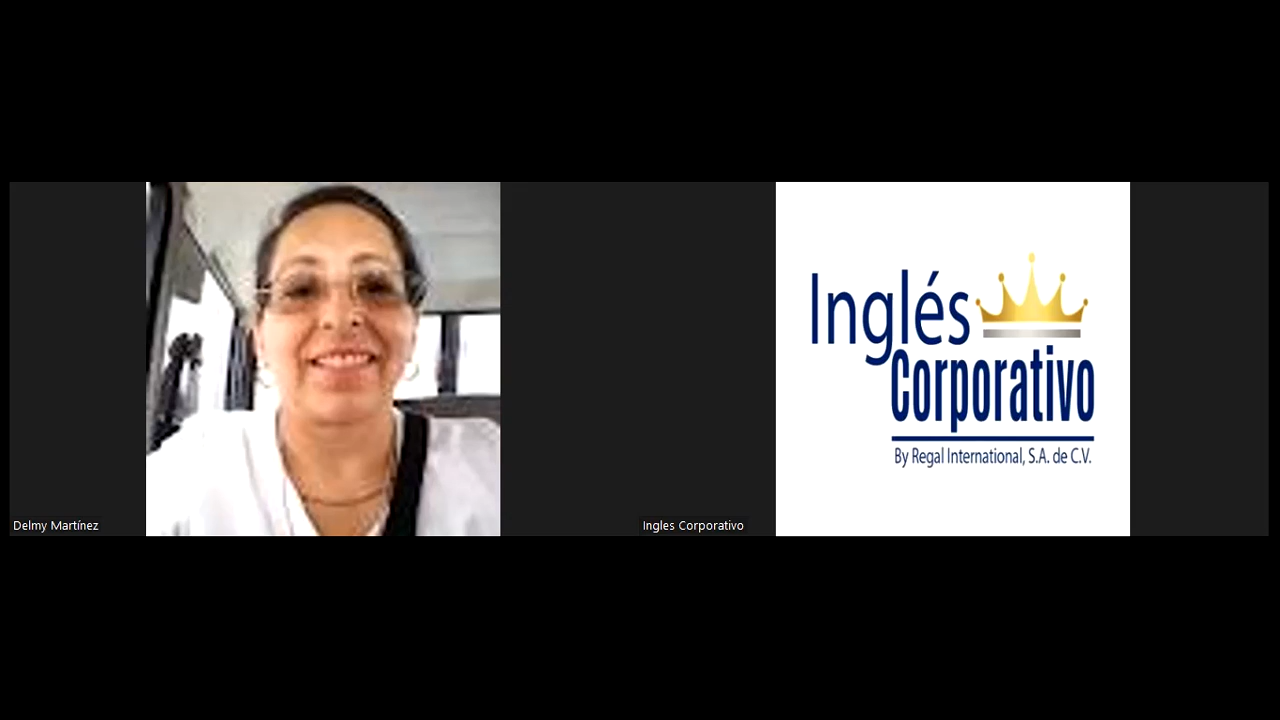 Inglés
Corporativo
By Regal International, S.A. de C.V.
Delmy Martínez
Ingles Corporativo